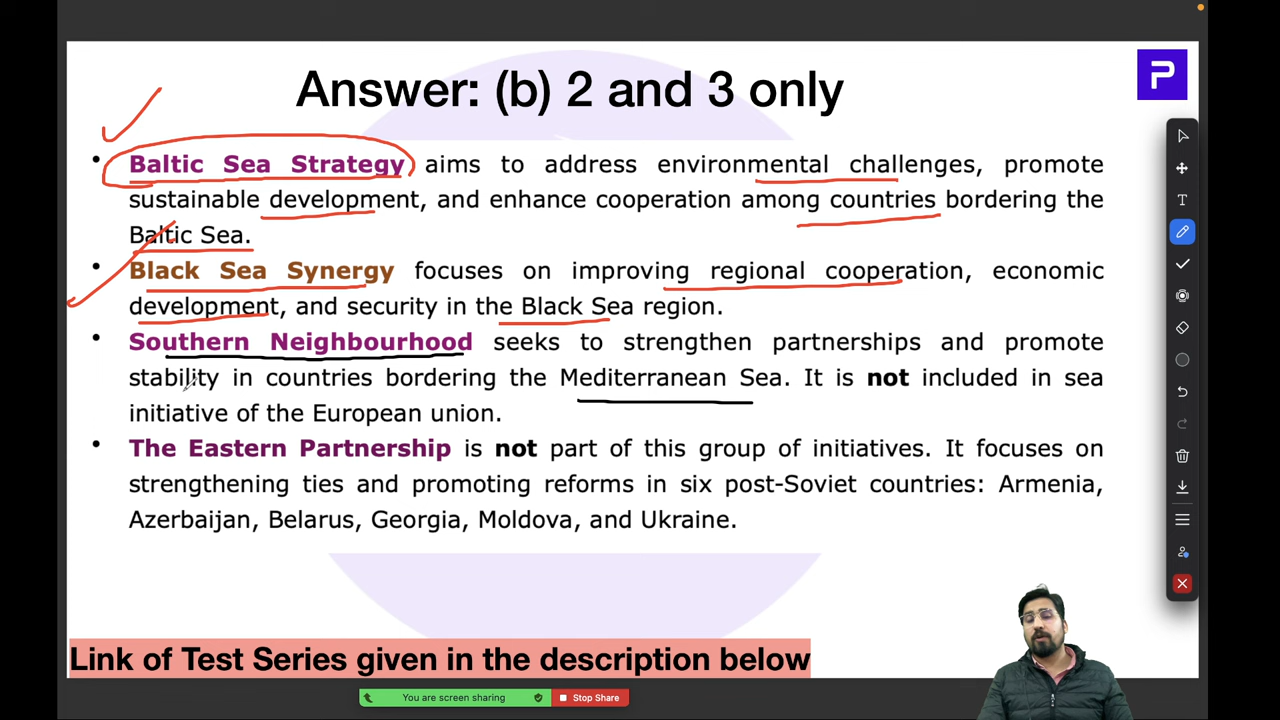 Answer: (b) 2 and 3 only
P
• Baltic Sea Strategy aims to address environmental challenges, promote
sustainable development, and enhance cooperation among countries bordering the
Baltic Sea.
• Black Sea Synergy focuses on improving regional cooperation, economic
development, and security in the Black Sea region.
• Southern Neighbourhood seeks to strengthen partnerships and promote
stability in countries bordering the Mediterranean Sea. It is not included in sea
initiative of the European union.
• The Eastern Partnership is not part of this group of initiatives. It focuses on
strengthening ties and promoting reforms in six post-Soviet countries: Armenia,
Azerbaijan, Belarus, Georgia, Moldova, and Ukraine.
Link of Test Series given in the description below
You are screen sharing
Stop Share